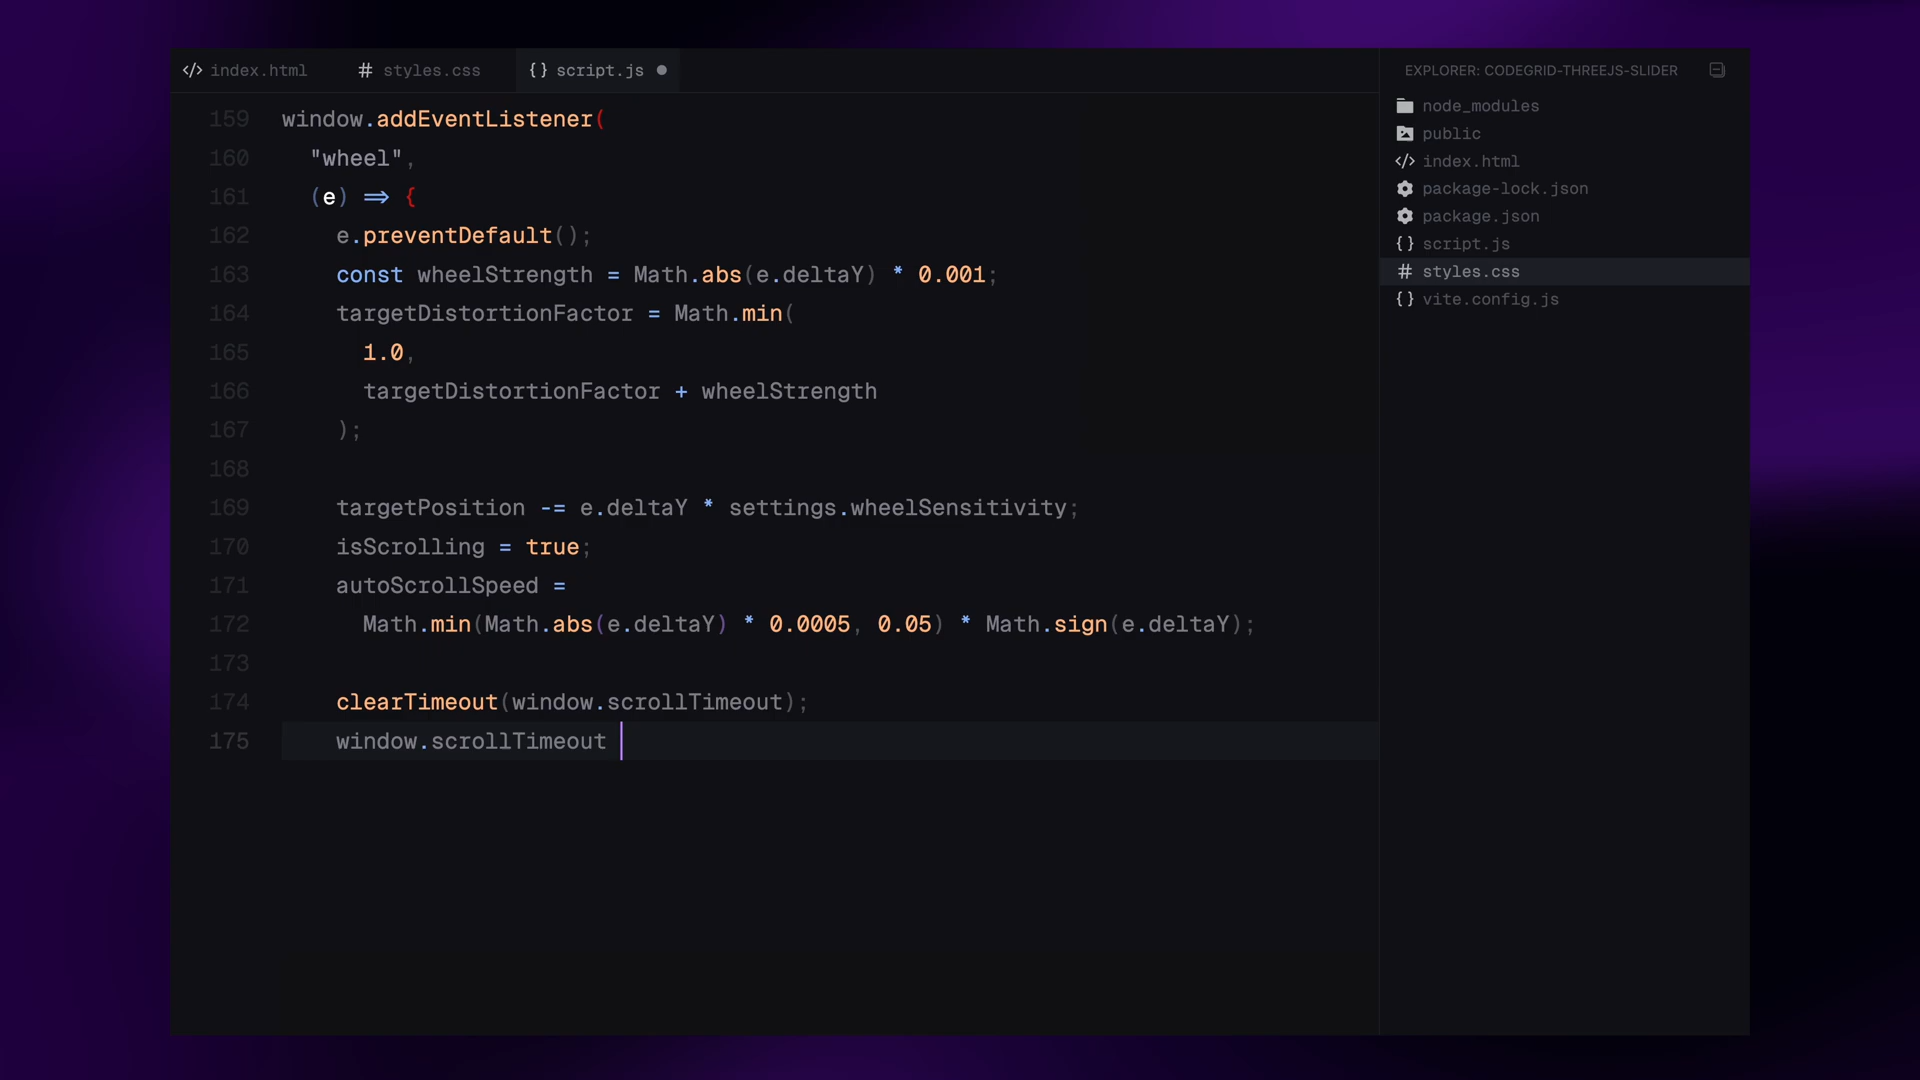 </> index.html # styles.css {} script.js ●
159 window.addEventListener(
160 "wheel",
161 (e) => {
162 e.preventDefault();
163 const wheelStrength = Math.abs(e.deltaY) * 0.001;
164 targetDistortionFactor = Math.min(
165 1.0,
166 targetDistortionFactor + wheelStrength
167 );
168
169 targetPosition -= e.deltaY * settings.wheelSensitivity;
170 isScrolling = true;
171 autoScrollSpeed =
172 Math.min(Math.abs(e.deltaY) * 0.0005, 0.05) * Math.sign(e.deltaY);
173
174 clearTimeout(window.scrollTimeout);
175 window.scrollTimeout
EXPLORER: CODEGRID-THREEJS-SLIDER
node_modules
public
</> index.html
package-lock.json
package.json
{} script.js
# styles.css
{} vite.config.js